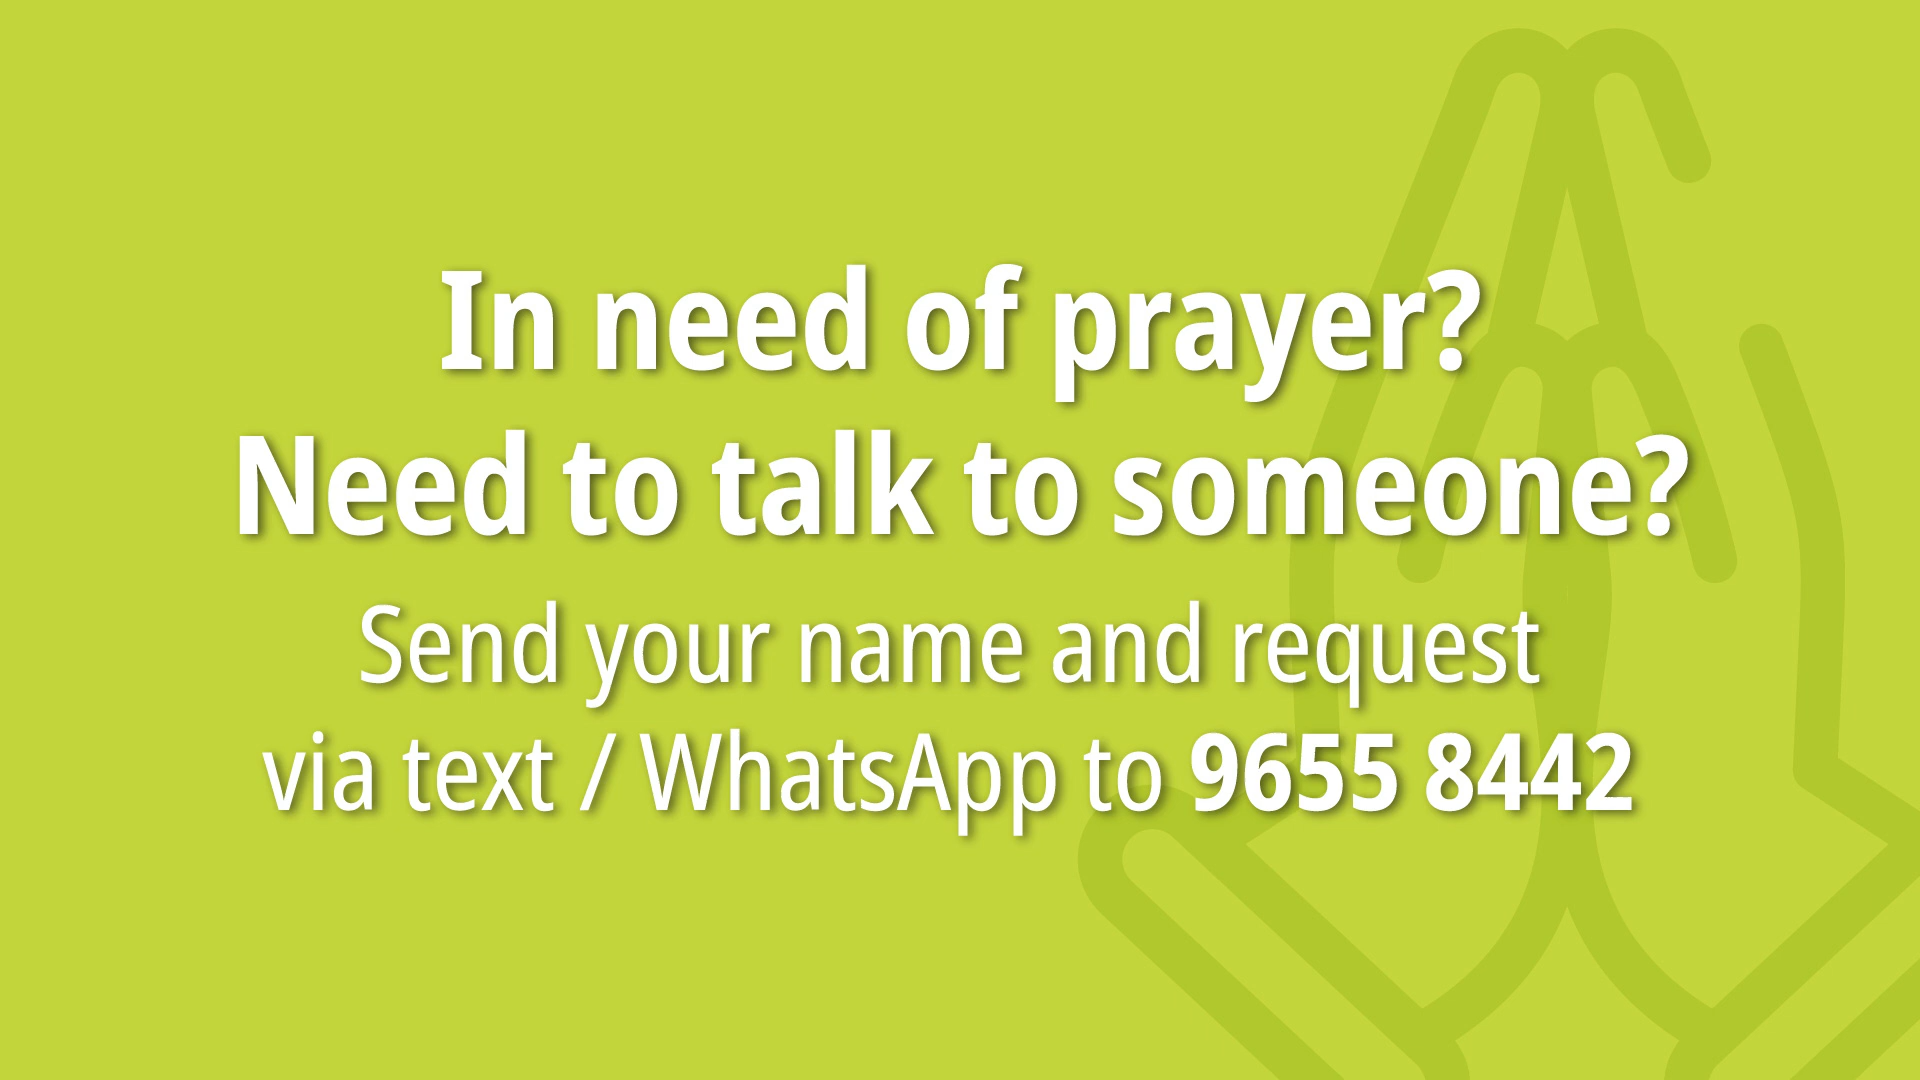 In need of prayer?
Need to talk to someone?
Send your name and request
via text / WhatsApp to 9655 8442